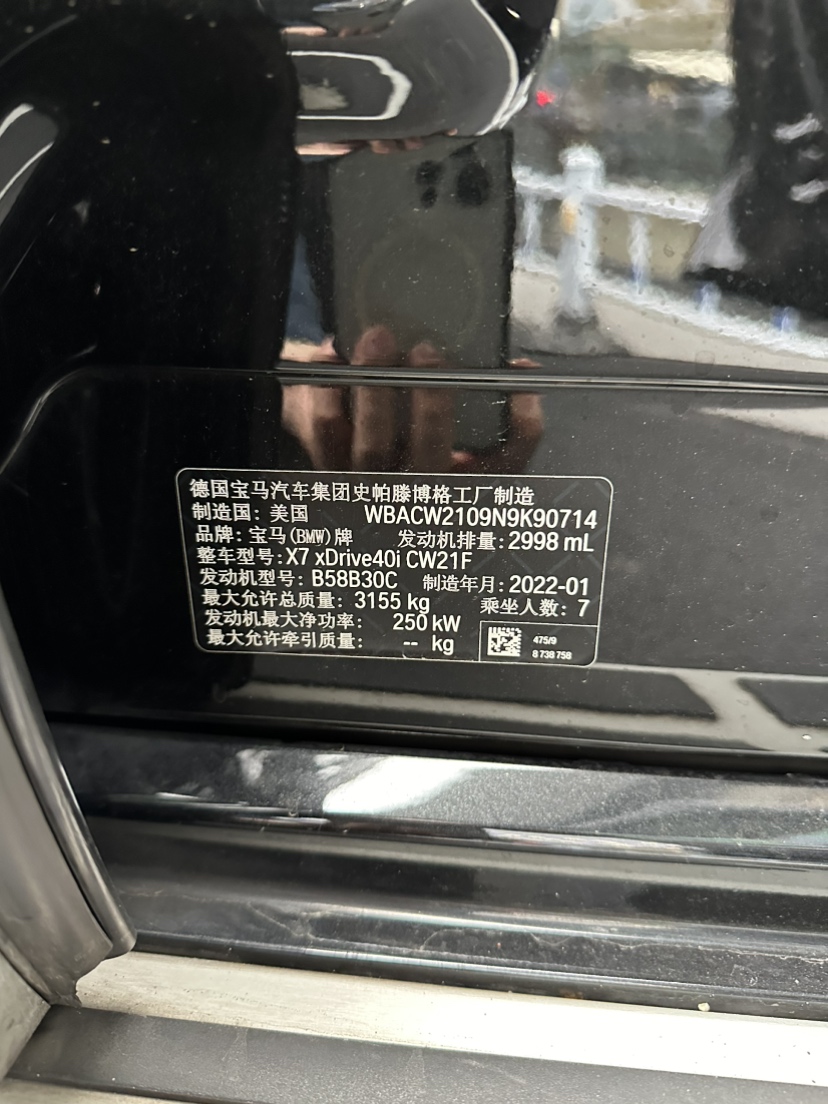 德国宝马汽车集团史帕滕博格工厂制造
制造国: 美国 WBACW2109N9K90714
品牌: 宝马(BMW)牌 发动机排量: 2998 mL
整车型号: X7 xDrive40i CW21F
发动机型号: B58B30C 制造年月: 2022-01
最大允许总质量: 3155 kg 乘坐人数: 7
发动机最大净功率: 250 kW
最大允许牵引质量: -- kg
475/9
8 738 758